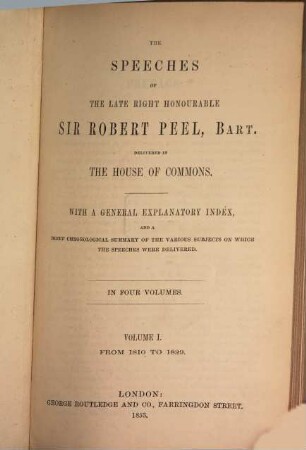 THE
SPEECHES
OF
THE LATE RIGHT HONOURABLE
SIR ROBERT PEEL, BART.
DELIVERED IN
THE HOUSE OF COMMONS.
WITH A GENERAL EXPLANATORY INDEX,
AND A
BRIEF CHRONOLOGICAL SUMMARY OF THE VARIOUS SUBJECTS ON WHICH
THE SPEECHES WERE DELIVERED.
IN FOUR VOLUMES.
VOLUME I.
FROM 1810 TO 1829.
LONDON:
GEORGE ROUTLEDGE AND CO., FARRINGDON STREET,
1853.